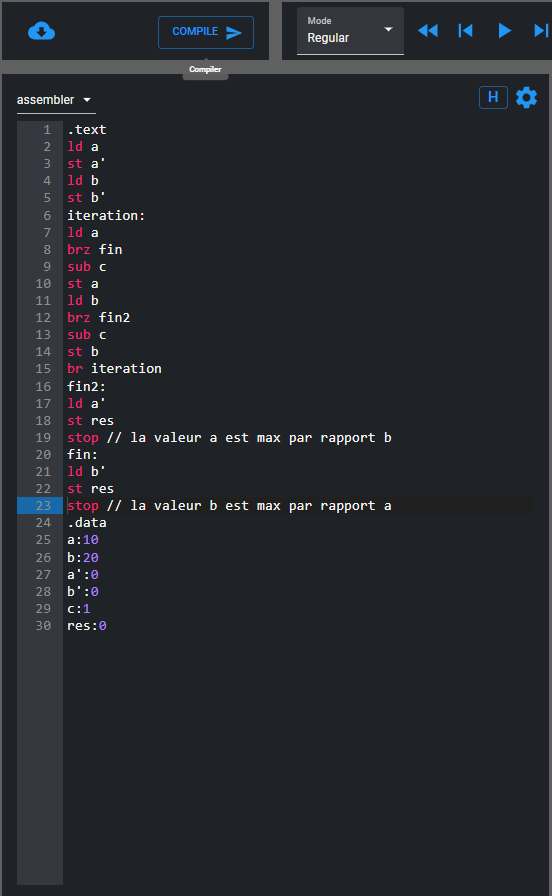 COMPILE
Mode
Regular
Compiler
assembler
H
1 .text
2 ld a
3 st a'
4 ld b
5 st b'
6 iteration:
7 ld a
8 brz fin
9 sub c
10 st a
11 ld b
12 brz fin2
13 sub c
14 st b
15 br iteration
16 fin2:
17 ld a'
18 st res
19 stop // la valeur a est max par rapport b
20 fin:
21 ld b'
22 st res
23 stop // la valeur b est max par rapport a
24 .data
25 a:10
26 b:20
27 a':0
28 b':0
29 c:1
30 res:0